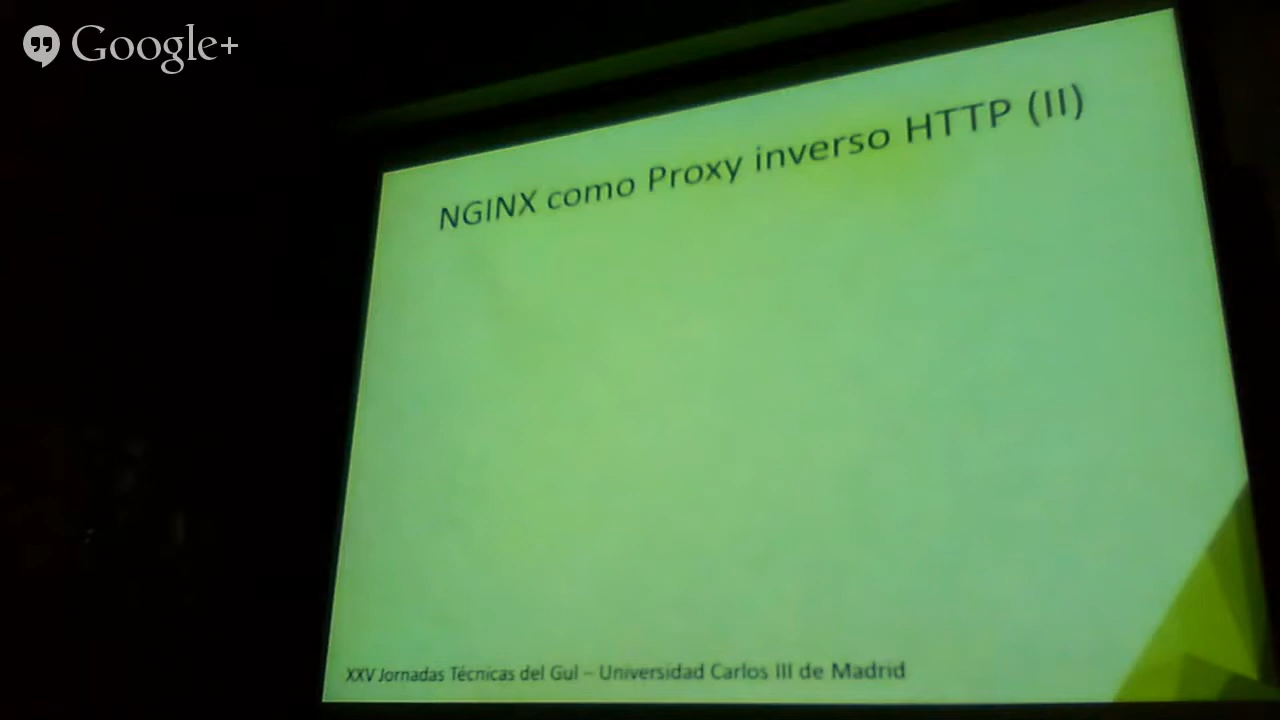 Google+
NGINX como Proxy inverso HTTP (II)
XXV Jornadas Técnicas del Gul – Universidad Carlos III de Madrid